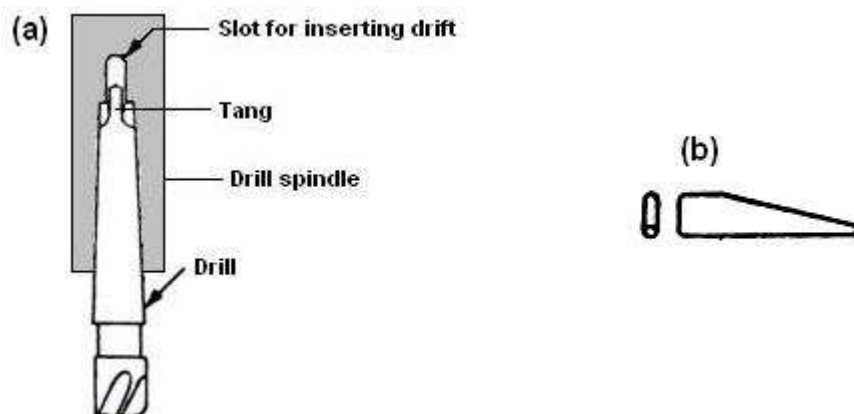 (a)
Slot for inserting drift
Tang
Drill spindle
Drill
(b)